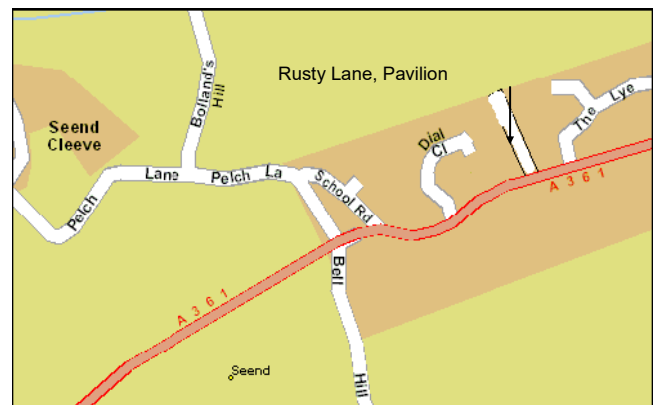 Rusty Lane, Pavilion
Bolland's
Hill
Seend
Cleeve
The Lye
Dial
Cl
Lane
Pelch La
School Rd
Pelch
A 3 6 1
Bell
A 3 6 1
Seend
Hill